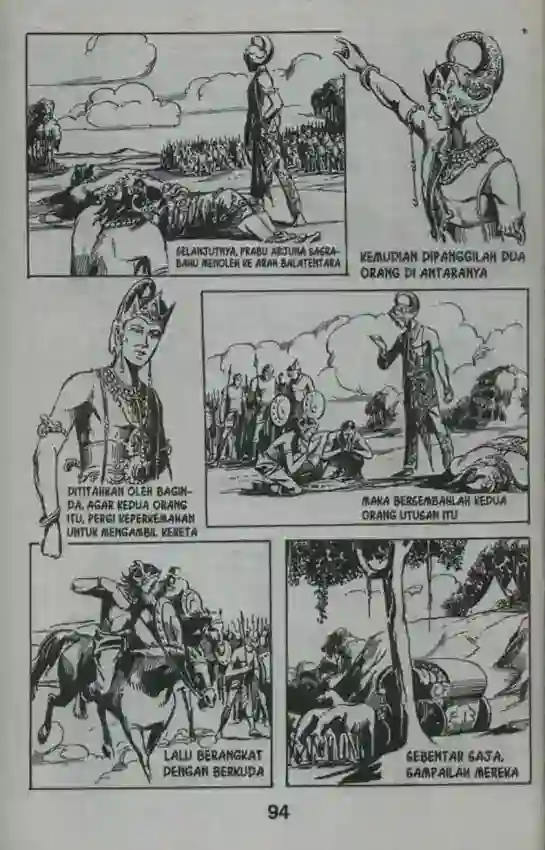 SELANJUTNYA, PRABU ARJUNA SASRA-
BAHU MENOLEH KE ARAH BALATENTARA
KEMUDIAN DIPANGGILAH DUA
ORANG DI ANTARANYA
DITITAHKAN OLEH BAGIN-
DA, AGAR KEDUA ORANG
ITU, PERGI KEPERKEMAHAN
UNTUK MENGAMBIL KERETA
MAKA BERSEMBAHLAH KEDUA
ORANG UTUSAN ITU
LALU BERANGKAT
DENGAN BERKUDA
SEBENTAR SAJA,
SAMPAILAH MEREKA
94